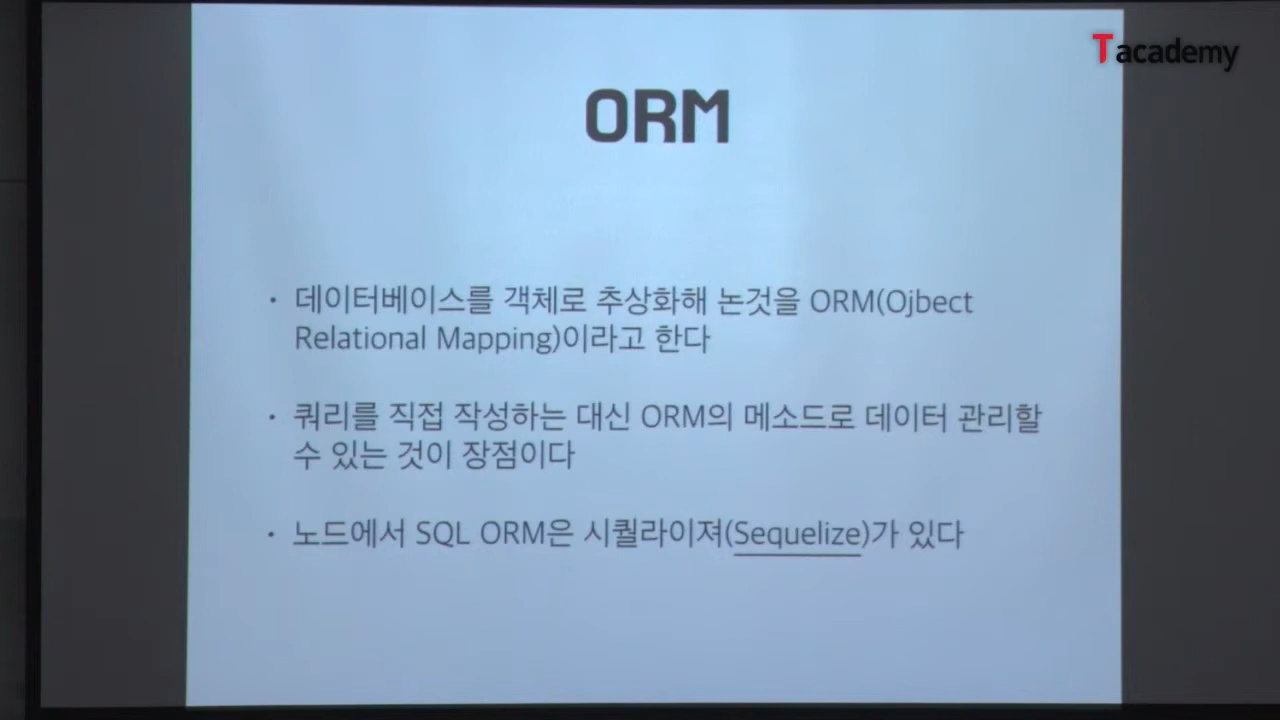 Tacademy
ORM
· 데이터베이스를 객체로 추상화해 논것을 ORM(Ojbect
Relational Mapping)이라고 한다
· 쿼리를 직접 작성하는 대신 ORM의 메소드로 데이터 관리할
수 있는 것이 장점이다
· 노드에서 SQL ORM은 시퀄라이져(Sequelize)가 있다